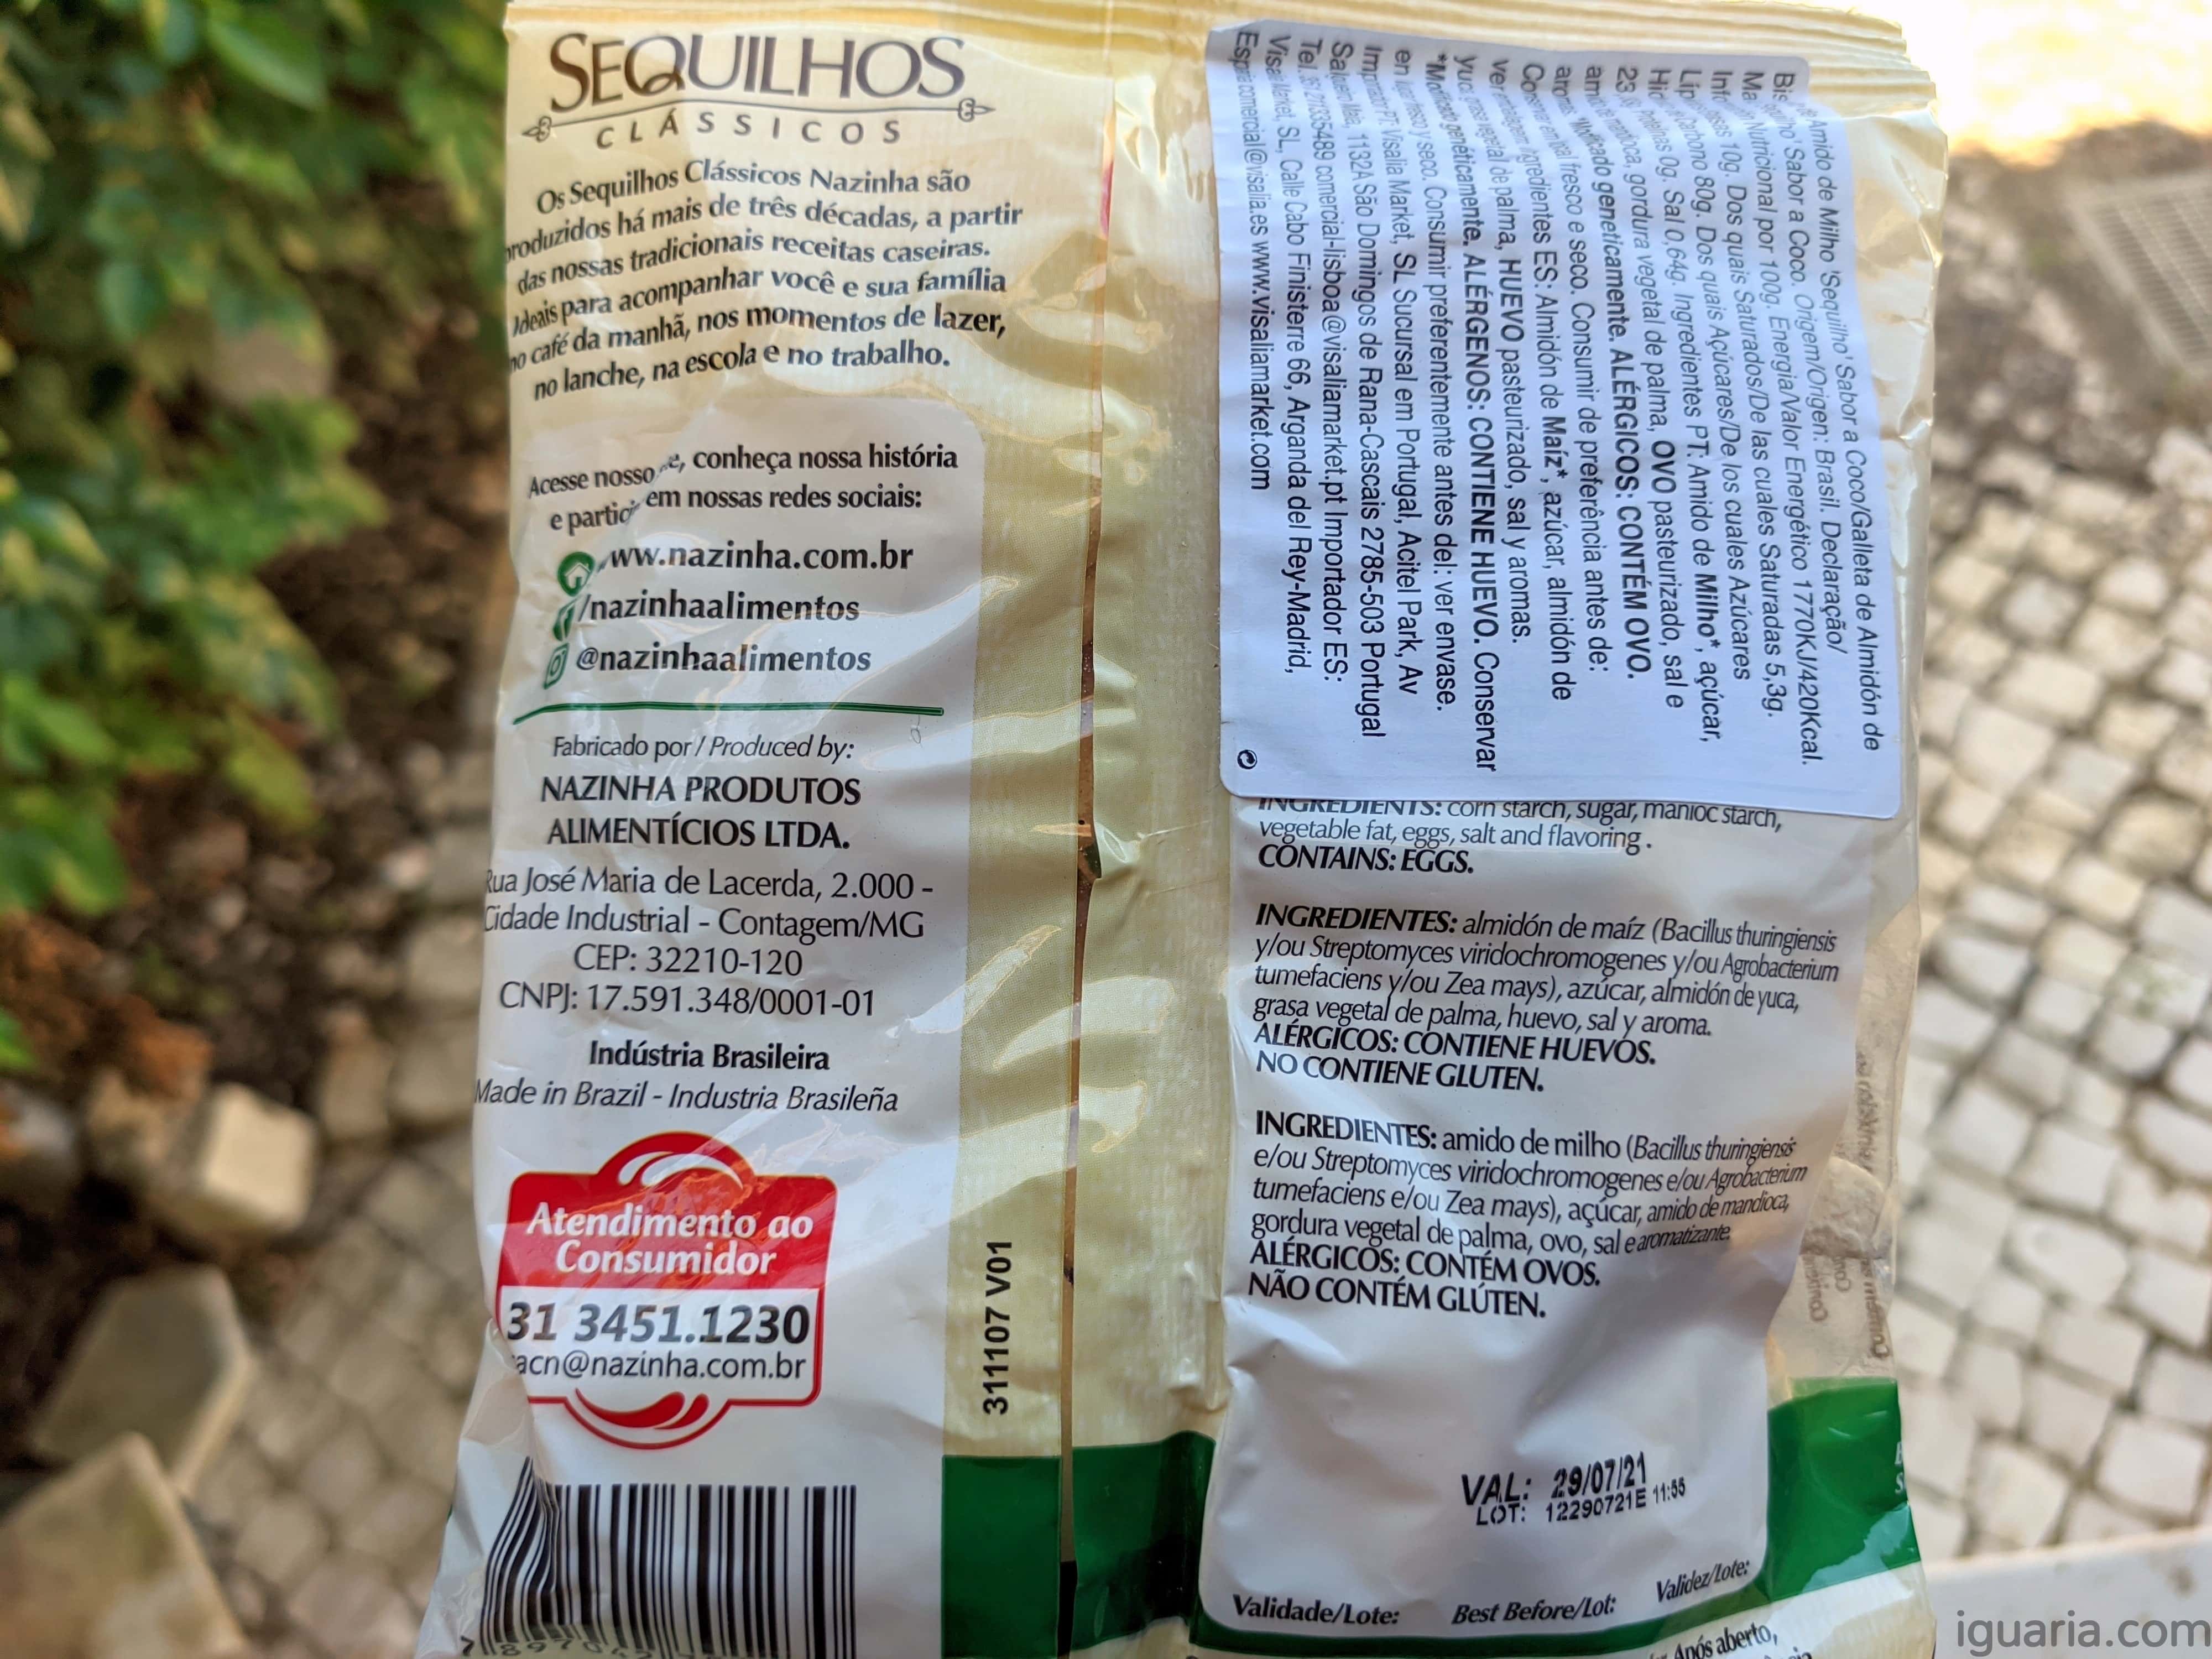 SEQUILHOS
CLÁSSICOS
Os Sequilhos Clássicos Nazinha são
produzidos há mais de três décadas, a partir
das nossas tradicionais receitas caseiras.
Ideais para acompanhar você e sua família
no café da manhã, nos momentos de lazer,
no lanche, na escola e no trabalho.
Acesse nosso conheça nossa história
e em nossas redes sociais:
www.nazinha.com.br
/nazinhaalimentos
@nazinhaalimentos
Fabricado por / Produced by:
NAZINHA PRODUTOS
ALIMENTÍCIOS LTDA.
Rua José Maria de Lacerda, 2.000 -
Cidade Industrial - Contagem/MG
CEP: 32210-120
CNPJ: 17.591.348/0001-01
Indústria Brasileira
Made in Brazil - Industria Brasileña
Atendimento ao
Consumidor
31 3451.1230
acn@nazinha.com.br
311107 V01
Amido de Milho 'Sequilho' Sabor a Coco/Galleta de Almidón de
'Sabor a Coco. Origem/Origen: Brasil. Declaração/
Nutricional por 100g. Energia/Valor Energético 1770KJ/420Kcal.
10g. Dos quais Saturados/De las cuales Saturadas 5,3g.
Carbono 80g. Dos quais Açúcares/De los cuales Azúcares
0g. Sal 0,64g. Ingredientes PT: Amido de Milho*, açúcar,
gordura vegetal de palma, OVO pasteurizado, sal e
geneticamente. ALÉRGICOS: CONTÉM OVO.
fresco e seco. Consumir de preferência antes de:
ingredientes ES: Almidón de Maíz*, azúcar, almidón de
yuca, grasa vegetal de palma, HUEVO pasteurizado, sal y aromas.
*Modificado genéticamente. ALÉRGENOS: CONTIENE HUEVO. Conservar
en lugar fresco y seco. Consumir preferentemente antes del: ver envase.
Importado PT: Visalia Market, SL Sucursal em Portugal, Acitel Park, Av
1132A São Domingos de Rana-Cascais 2785-503 Portugal
comercial-lisboa@visaliamarket.pt Importador ES:
Visalia Market, SL, Calle Cabo Finisterre 66, Arganda del Rey-Madrid,
comercial@visalia.es www.visaliamarket.com
INGREDIENTS: corn starch, sugar, manioc starch,
vegetable fat, eggs, salt and flavoring.
CONTAINS: EGGS.
INGREDIENTES: almidón de maíz (Bacillus thuringiensis
y/ou Streptomyces viridochromogenes y/ou Agrobacterium
tumefaciens y/ou Zea mays), azúcar, almidón de yuca,
grasa vegetal de palma, huevo, sal y aroma.
ALÉRGICOS: CONTIENE HUEVOS.
NO CONTIENE GLUTEN.
INGREDIENTES: amido de milho (Bacillus thuringiensis
e/ou Streptomyces viridochromogenes e/ou Agrobacterium
tumefaciens e/ou Zea mays), açúcar, amido de mandioca,
gordura vegetal de palma, ovo, sal e aromatizante.
ALÉRGICOS: CONTÉM OVOS.
NÃO CONTÉM GLÚTEN.
VAL: 29/07/21
LOT: 12290721E 11:55
Validade/Lote: Best Before/Lot: Validez/Lote:
Após aberto,
iguaria.com